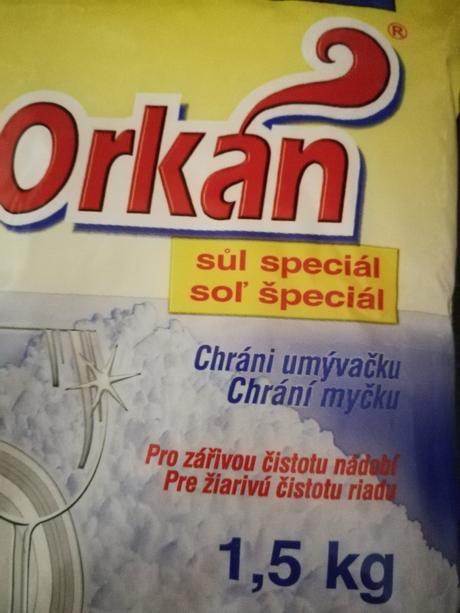 Orkán ®
sůl speciál
soľ špeciál
Chráni umývačku
Chrání myčku
Pro zářivou čistotu nádobí
Pre žiarivú čistotu riadu
1,5 kg